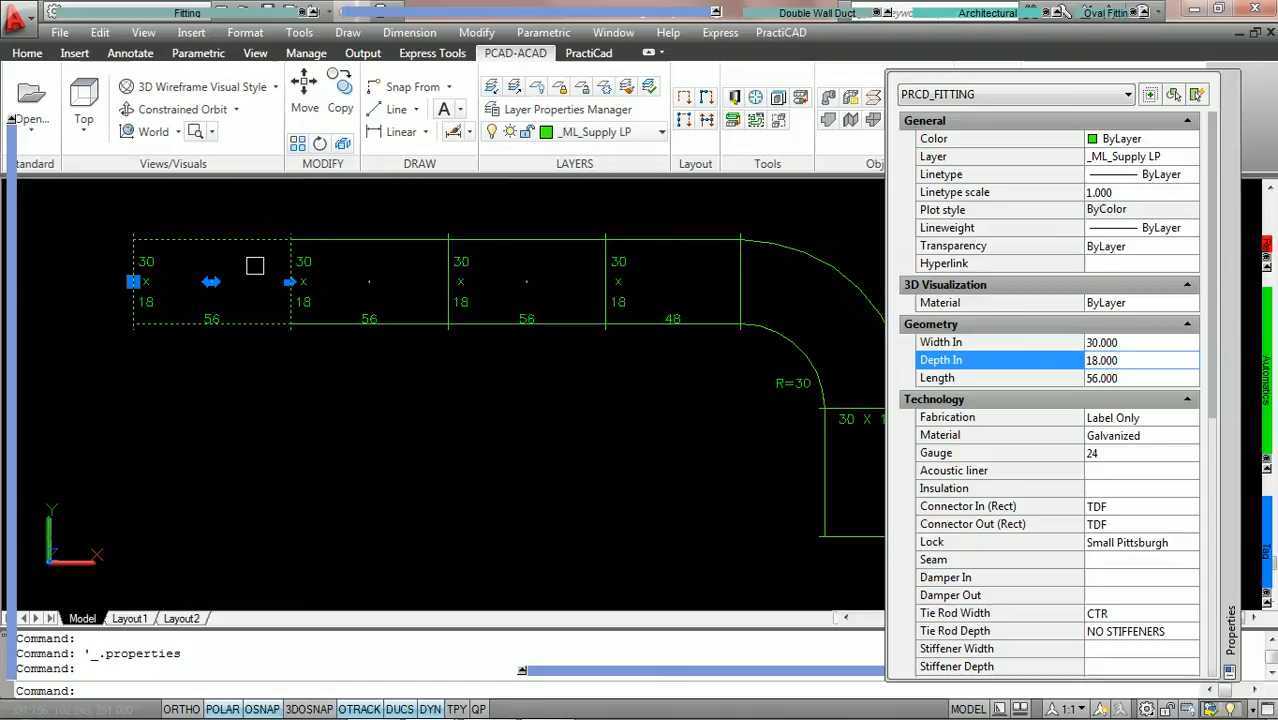 Fitting
Double Wall Duct
Architectural
Oval Fittin
File Edit View Insert Format Tools Draw Dimension Modify Parametric Window Help Express PractiCAD
Home Insert Annotate Parametric View Manage Output Express Tools PCAD-ACAD PractiCad
Open...
Top
3D Wireframe Visual Style
Constrained Orbit
World
Move Copy
Snap From
Line
A
Linear
Layer Properties Manager
_ML_Supply LP
Views/Visuals
MODIFY
DRAW
LAYERS
Layout
Tools
PRCD_FITTING
General
Color ByLayer
Layer _ML_Supply LP
Linetype ByLayer
Linetype scale 1.000
Plot style ByColor
Lineweight ByLayer
Transparency ByLayer
Hyperlink
3D Visualization
Material ByLayer
Geometry
Width In 30.000
Depth In 18.000
Length 56.000
Technology
Fabrication Label Only
Material Galvanized
Gauge 24
Acoustic liner
Insulation
Connector In (Rect) TDF
Connector Out (Rect) TDF
Lock Small Pittsburgh
Seam
Damper In
Damper Out
Tie Rod Width CTR
Tie Rod Depth NO STIFFENERS
Stiffener Width
Stiffener Depth
Properties
30 30 30 30
x x x x
18 18 18 18
56 56 56 48
R=30
30 X 1
Y
X
Z
Automatics
Model Layout1 Layout2
Command:
Command: '_.properties
Command:
Command:
ORTHO POLAR OSNAP 3DOSNAP OTRACK DUCS DYN TPY QP
MODEL
1:1